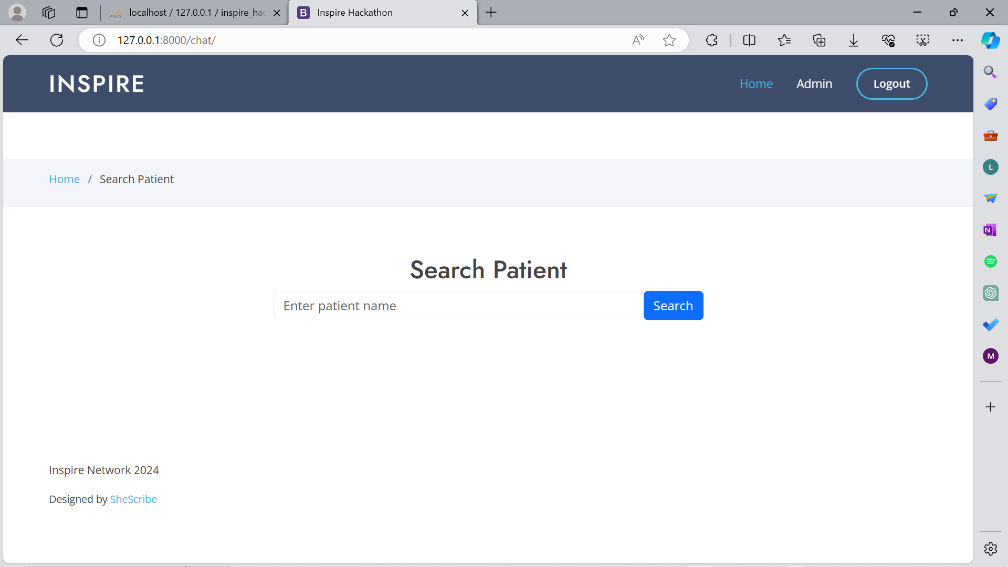 localhost / 127.0.0.1 / inspire_hac
Inspire Hackathon
127.0.0.1:8000/chat/
INSPIRE
Home
Admin
Logout
Home / Search Patient
Search Patient
Enter patient name
Search
Inspire Network 2024
Designed by SheScribe
L
N
M